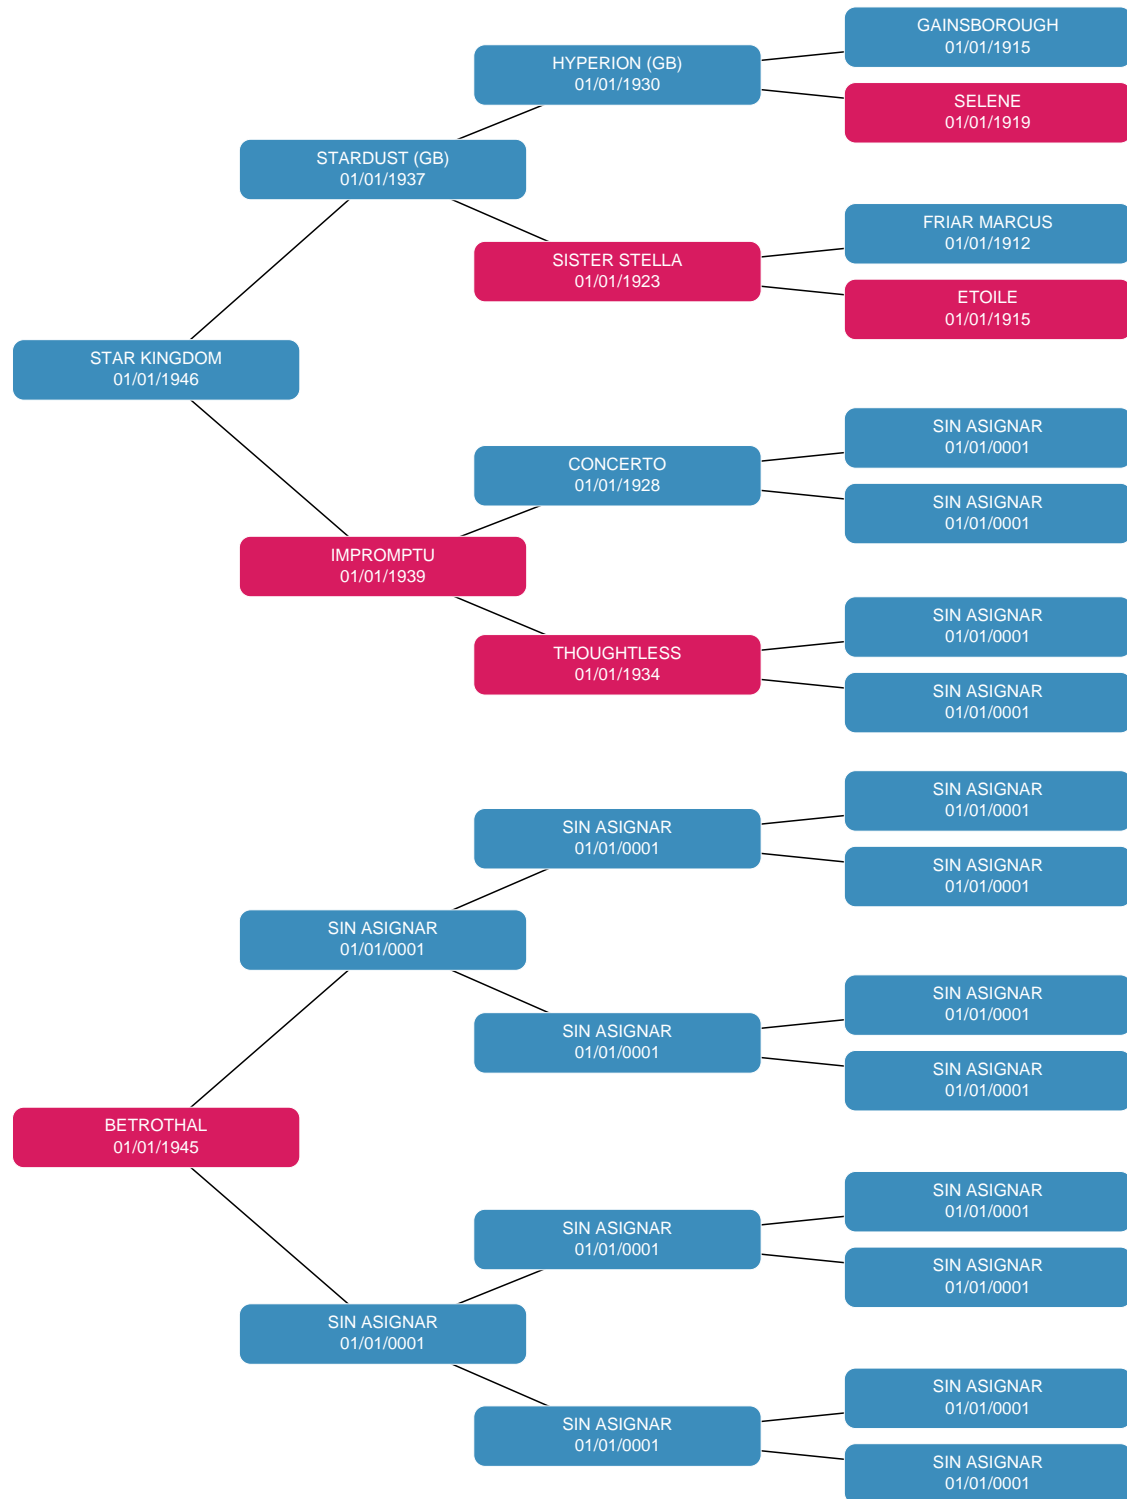 GAINSBOROUGH
01/01/1915
HYPERION (GB)
01/01/1930
SELENE
01/01/1919
STARDUST (GB)
01/01/1937
FRIAR MARCUS
01/01/1912
SISTER STELLA
01/01/1923
ETOILE
01/01/1915
STAR KINGDOM
01/01/1946
SIN ASIGNAR
01/01/0001
CONCERTO
01/01/1928
SIN ASIGNAR
01/01/0001
IMPROMPTU
01/01/1939
SIN ASIGNAR
01/01/0001
THOUGHTLESS
01/01/1934
SIN ASIGNAR
01/01/0001
SIN ASIGNAR
01/01/0001
SIN ASIGNAR
01/01/0001
SIN ASIGNAR
01/01/0001
SIN ASIGNAR
01/01/0001
SIN ASIGNAR
01/01/0001
SIN ASIGNAR
01/01/0001
SIN ASIGNAR
01/01/0001
BETROTHAL
01/01/1945
SIN ASIGNAR
01/01/0001
SIN ASIGNAR
01/01/0001
SIN ASIGNAR
01/01/0001
SIN ASIGNAR
01/01/0001
SIN ASIGNAR
01/01/0001
SIN ASIGNAR
01/01/0001
SIN ASIGNAR
01/01/0001